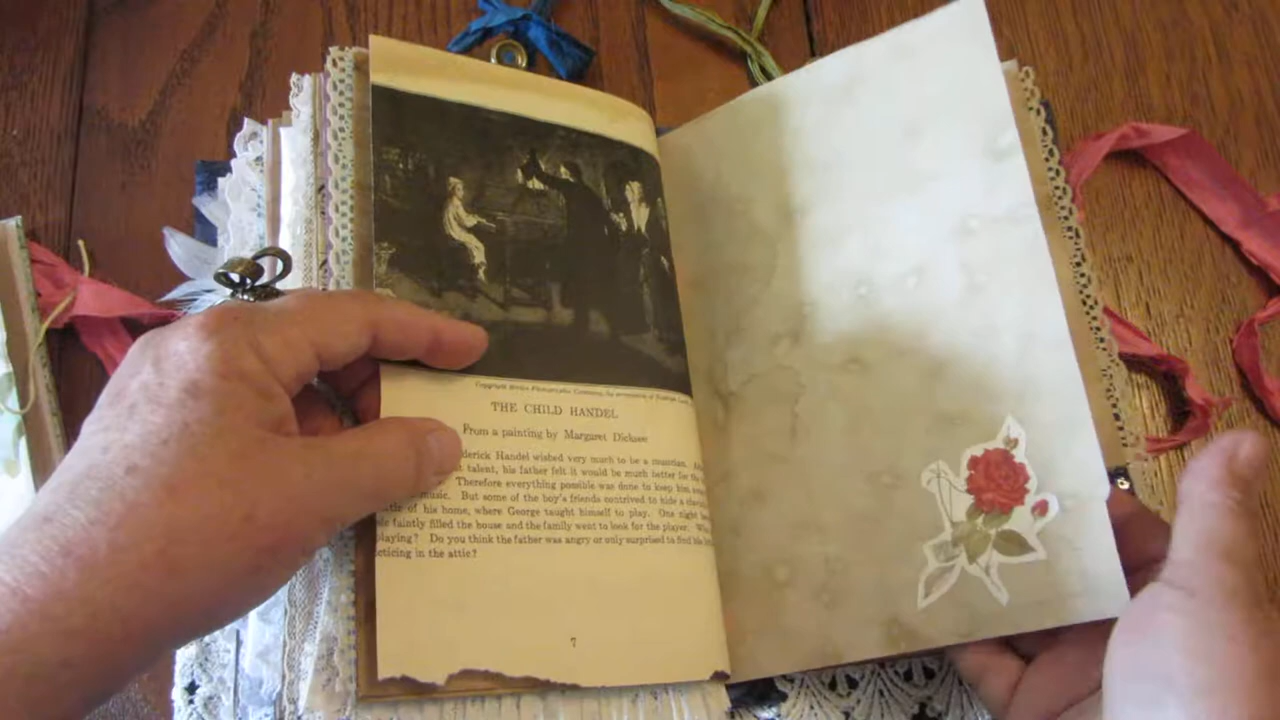 THE CHILD HANDEL
From a painting by Margaret Dicksee
derick Handel wished very much to be a musician.
talent, his father felt it would be much better for
Therefore everything possible was done to keep him
music. But some of the boy's friends contrived to hide a
of his home, where George taught himself to play. One night
faintly filled the house and the family went to look for the player.
playing? Do you think the father was angry or only surprised to find
cticing in the attic?
7